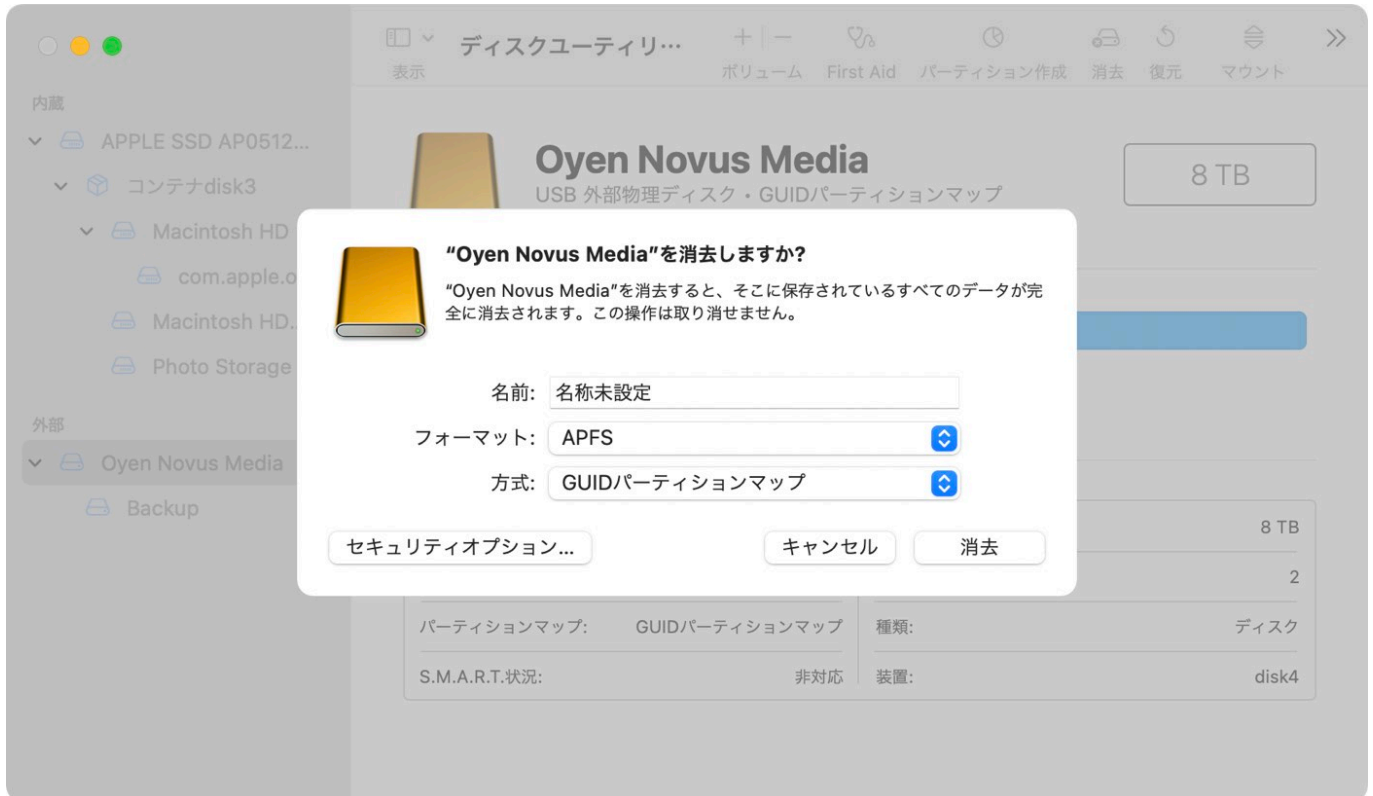 ディスクユーティリ…
表示
ボリューム
First Aid
パーティション作成
消去
復元
マウント
内蔵
APPLE SSD AP0512...
コンテナdisk3
Macintosh HD
com.apple.o
Macintosh HD..
Photo Storage
外部
Oyen Novus Media
Backup
Oyen Novus Media
USB 外部物理ディスク・GUIDパーティションマップ
8 TB
“Oyen Novus Media”を消去しますか?
“Oyen Novus Media”を消去すると、そこに保存されているすべてのデータが完
全に消去されます。この操作は取り消せません。
名前: 名称未設定
フォーマット: APFS
方式: GUIDパーティションマップ
セキュリティオプション...
キャンセル
消去
8 TB
2
パーティションマップ: GUIDパーティションマップ
種類: ディスク
S.M.A.R.T.状況: 非対応
装置: disk4